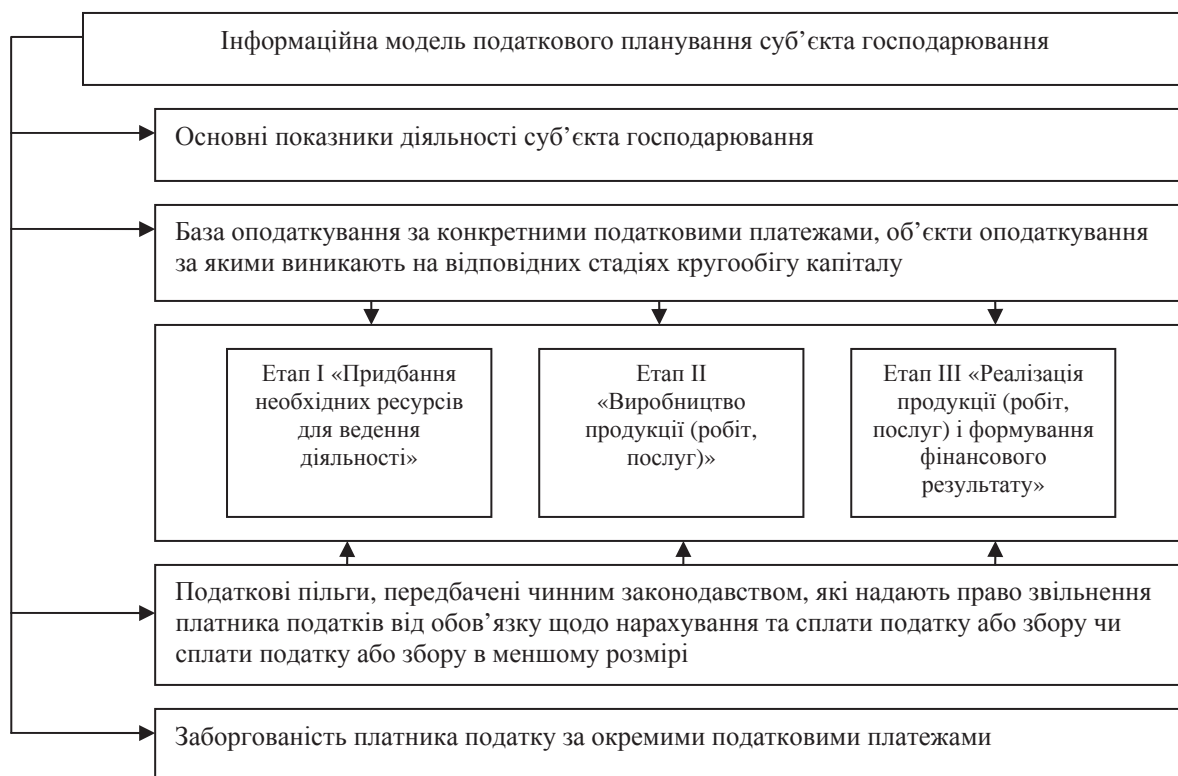 Інформаційна модель податкового планування суб’єкта господарювання
Основні показники діяльності суб’єкта господарювання
База оподаткування за конкретними податковими платежами, об’єкти оподаткування
за якими виникають на відповідних стадіях кругообігу капіталу
Етап I «Придбання
необхідних ресурсів
для ведення
діяльності»
Етап II
«Виробництво
продукції (робіт,
послуг)»
Етап III «Реалізація
продукції (робіт,
послуг) і формування
фінансового
результату»
Податкові пільги, передбачені чинним законодавством, які надають право звільнення
платника податків від обов’язку щодо нарахування та сплати податку або збору чи
сплати податку або збору в меншому розмірі
Заборгованість платника податку за окремими податковими платежами